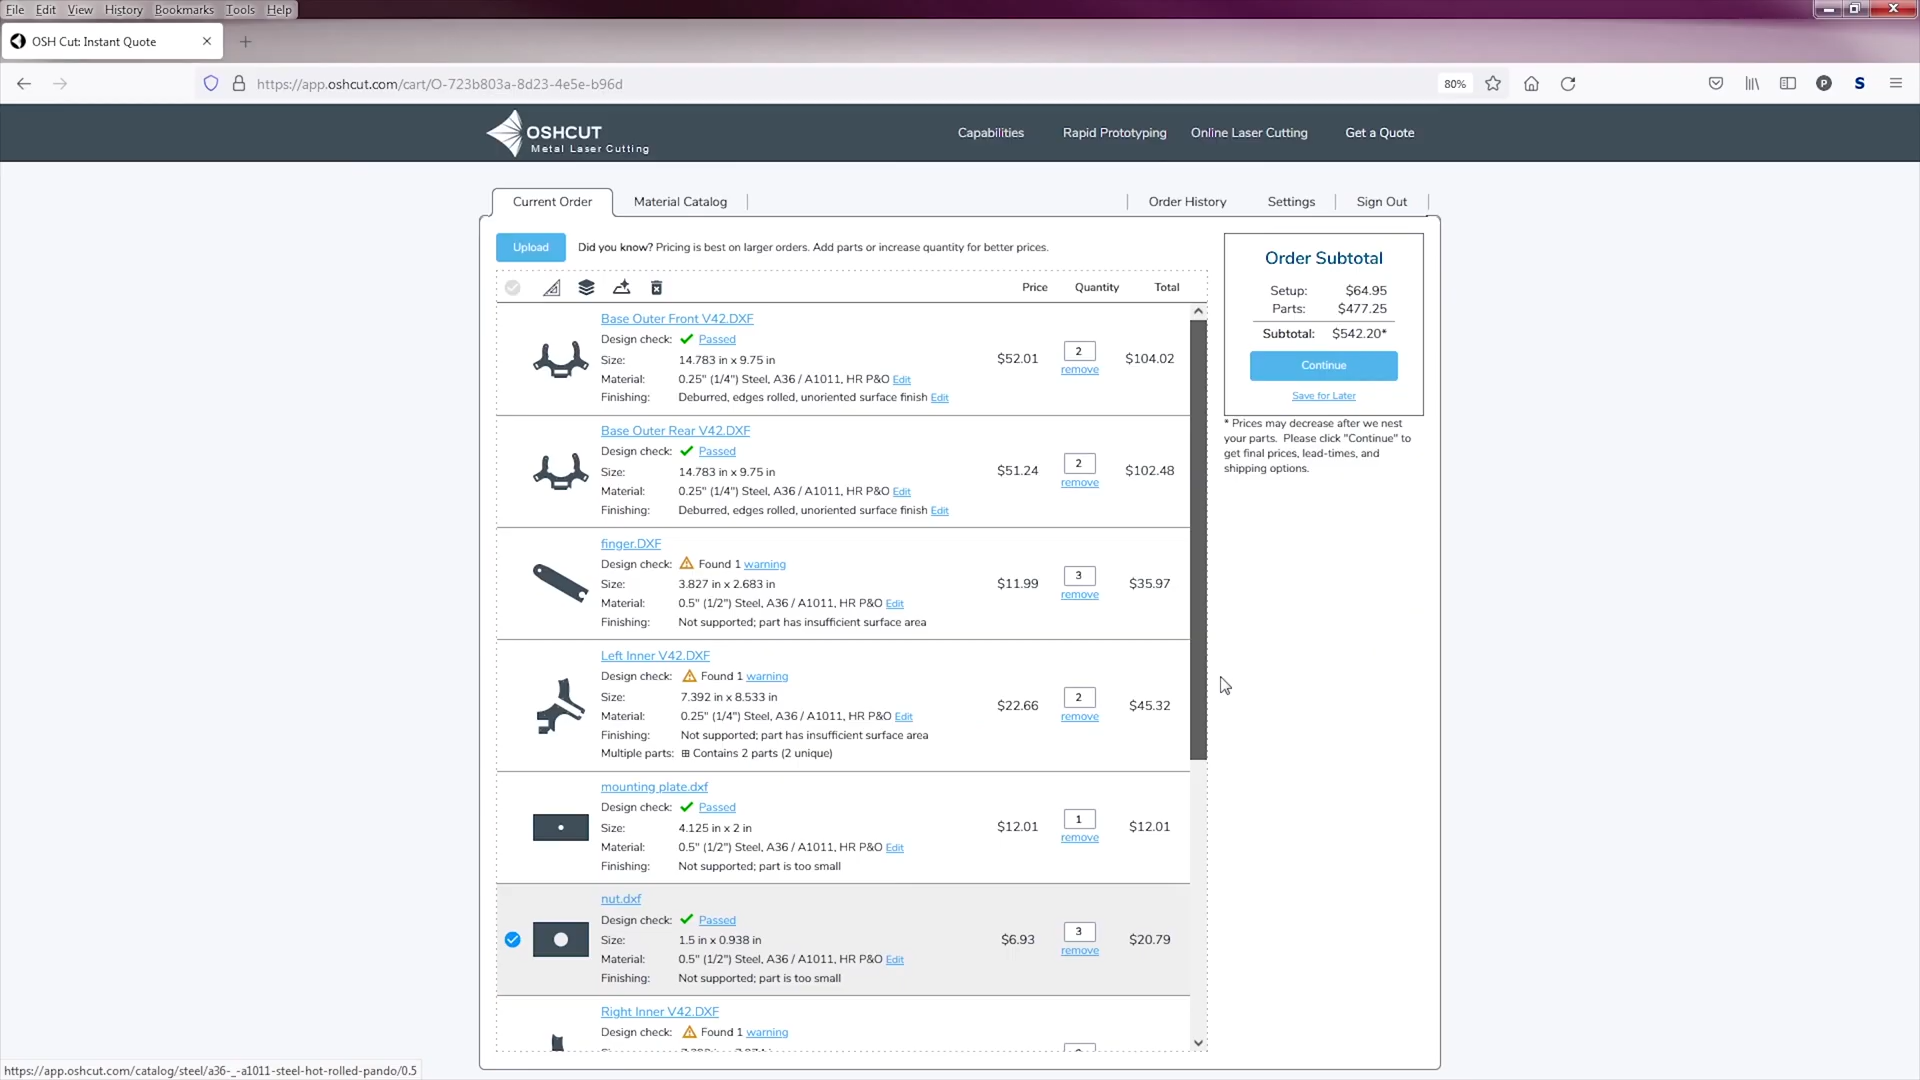 File Edit View History Bookmarks Tools Help
OSH Cut: Instant Quote
https://app.oshcut.com/cart/O-723b803a-8d23-4e5e-b96d
80%
P
S
OSHCUT
Metal Laser Cutting
Capabilities
Rapid Prototyping
Online Laser Cutting
Get a Quote
Current Order
Material Catalog
Order History
Settings
Sign Out
Upload
Did you know? Pricing is best on larger orders. Add parts or increase quantity for better prices.
Price Quantity Total
Base Outer Front V42.DXF
Design check: Passed
Size: 14.783 in x 9.75 in
Material: 0.25" (1/4") Steel, A36 / A1011, HR P&O Edit
Finishing: Deburred, edges rolled, unoriented surface finish Edit
$52.01 2 $104.02
remove
Base Outer Rear V42.DXF
Design check: Passed
Size: 14.783 in x 9.75 in
Material: 0.25" (1/4") Steel, A36 / A1011, HR P&O Edit
Finishing: Deburred, edges rolled, unoriented surface finish Edit
$51.24 2 $102.48
remove
finger.DXF
Design check: Found 1 warning
Size: 3.827 in x 2.683 in
Material: 0.5" (1/2") Steel, A36 / A1011, HR P&O Edit
Finishing: Not supported; part has insufficient surface area
$11.99 3 $35.97
remove
Left Inner V42.DXF
Design check: Found 1 warning
Size: 7.392 in x 8.533 in
Material: 0.25" (1/4") Steel, A36 / A1011, HR P&O Edit
Finishing: Not supported; part has insufficient surface area
Multiple parts: Contains 2 parts (2 unique)
$22.66 2 $45.32
remove
mounting plate.dxf
Design check: Passed
Size: 4.125 in x 2 in
Material: 0.5" (1/2") Steel, A36 / A1011, HR P&O Edit
Finishing: Not supported; part is too small
$12.01 1 $12.01
remove
nut.dxf
Design check: Passed
Size: 1.5 in x 0.938 in
Material: 0.5" (1/2") Steel, A36 / A1011, HR P&O Edit
Finishing: Not supported; part is too small
$6.93 3 $20.79
remove
Right Inner V42.DXF
Design check: Found 1 warning
Order Subtotal
Setup: $64.95
Parts: $477.25
Subtotal: $542.20*
Continue
Save for Later
* Prices may decrease after we nest
your parts. Please click "Continue" to
get final prices, lead-times, and
shipping options.
https://app.oshcut.com/catalog/steel/a36-_-a1011-steel-hot-rolled-pando/0.5